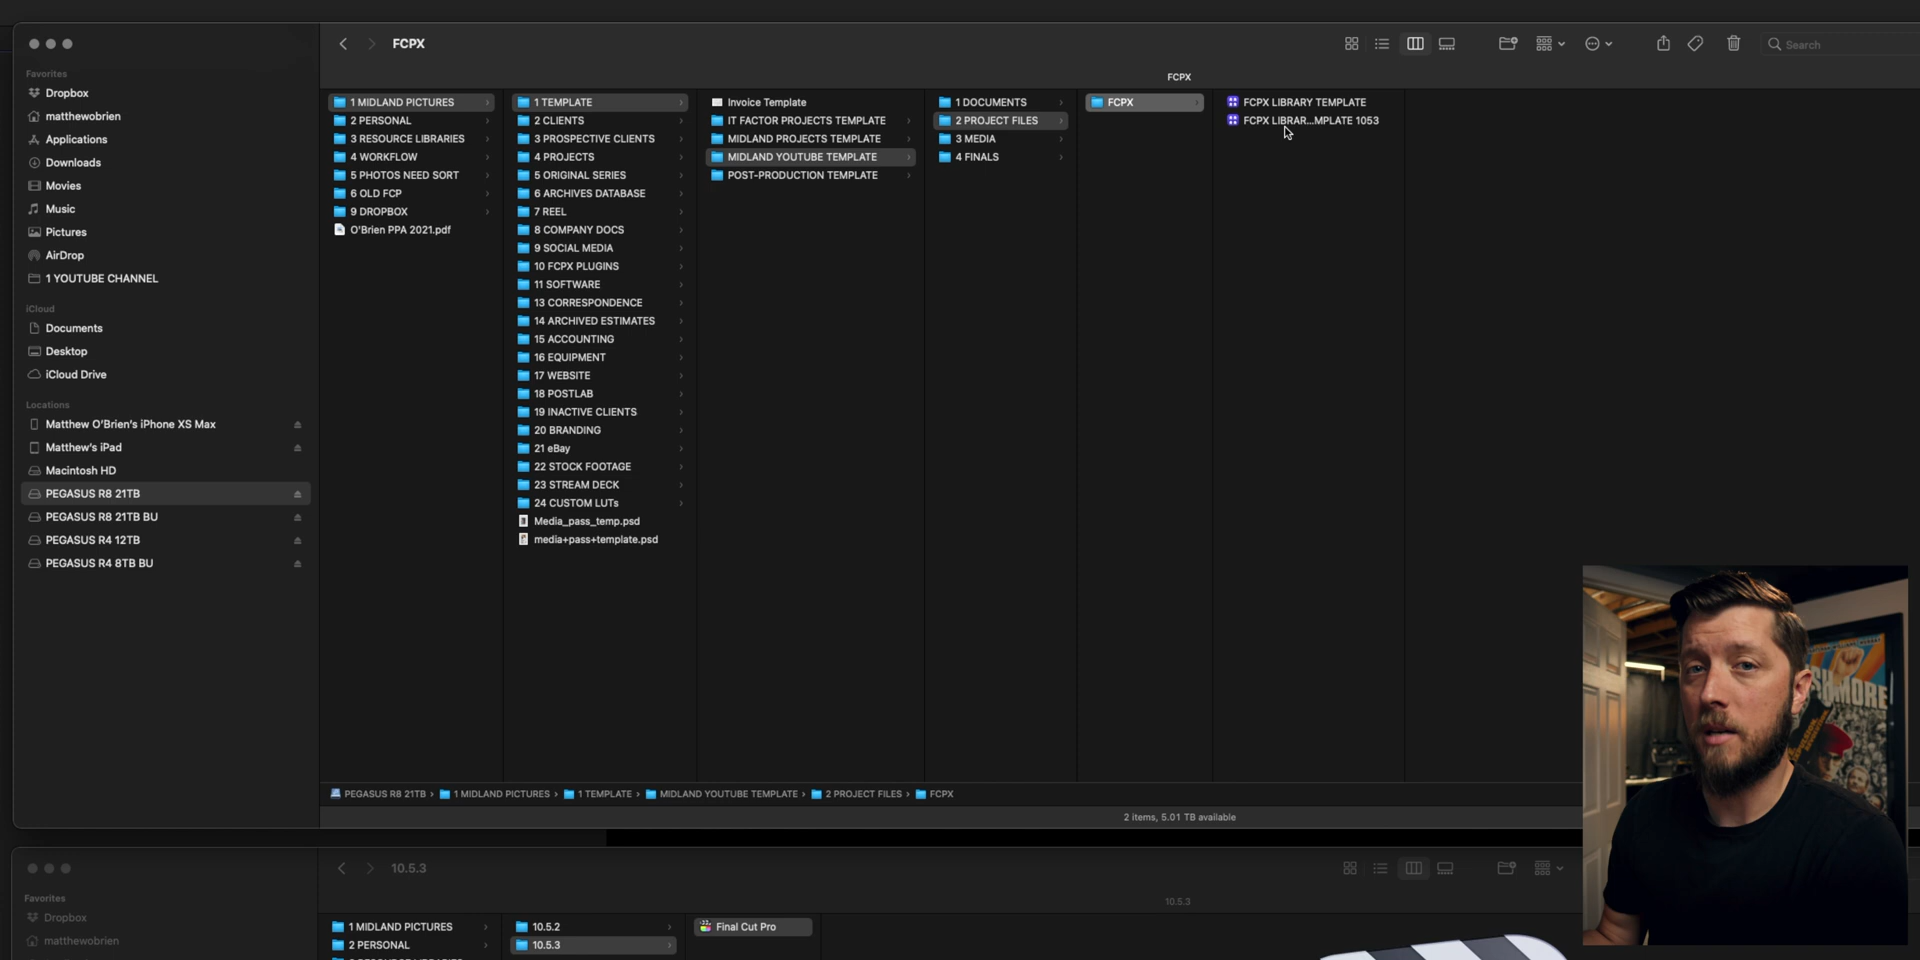 FCPX
Search
FCPX
Favorites
Dropbox
matthewobrien
Applications
Downloads
Movies
Music
Pictures
AirDrop
1 YOUTUBE CHANNEL
iCloud
Documents
Desktop
iCloud Drive
Locations
Matthew O'Brien's iPhone XS Max
Matthew's iPad
Macintosh HD
PEGASUS R8 21TB
PEGASUS R8 21TB BU
PEGASUS R4 12TB
PEGASUS R4 8TB BU
1 MIDLAND PICTURES
2 PERSONAL
3 RESOURCE LIBRARIES
4 WORKFLOW
5 PHOTOS NEED SORT
6 OLD FCP
9 DROPBOX
O'Brien PPA 2021.pdf
1 TEMPLATE
2 CLIENTS
3 PROSPECTIVE CLIENTS
4 PROJECTS
5 ORIGINAL SERIES
6 ARCHIVES DATABASE
7 REEL
8 COMPANY DOCS
9 SOCIAL MEDIA
10 FCPX PLUGINS
11 SOFTWARE
13 CORRESPONDENCE
14 ARCHIVED ESTIMATES
15 ACCOUNTING
16 EQUIPMENT
17 WEBSITE
18 POSTLAB
19 INACTIVE CLIENTS
20 BRANDING
21 eBay
22 STOCK FOOTAGE
23 STREAM DECK
24 CUSTOM LUTs
Media_pass_temp.psd
media+pass+template.psd
Invoice Template
IT FACTOR PROJECTS TEMPLATE
MIDLAND PROJECTS TEMPLATE
MIDLAND YOUTUBE TEMPLATE
POST-PRODUCTION TEMPLATE
1 DOCUMENTS
2 PROJECT FILES
3 MEDIA
4 FINALS
FCPX
FCPX LIBRARY TEMPLATE
FCPX LIBRAR...MPLATE 1053
PEGASUS R8 21TB › 1 MIDLAND PICTURES › 1 TEMPLATE › MIDLAND YOUTUBE TEMPLATE › 2 PROJECT FILES › FCPX
2 items, 5.01 TB available
SHMORE
10.5.3
10.5.3
Favorites
Dropbox
matthewobrien
1 MIDLAND PICTURES
2 PERSONAL
10.5.2
10.5.3
Final Cut Pro